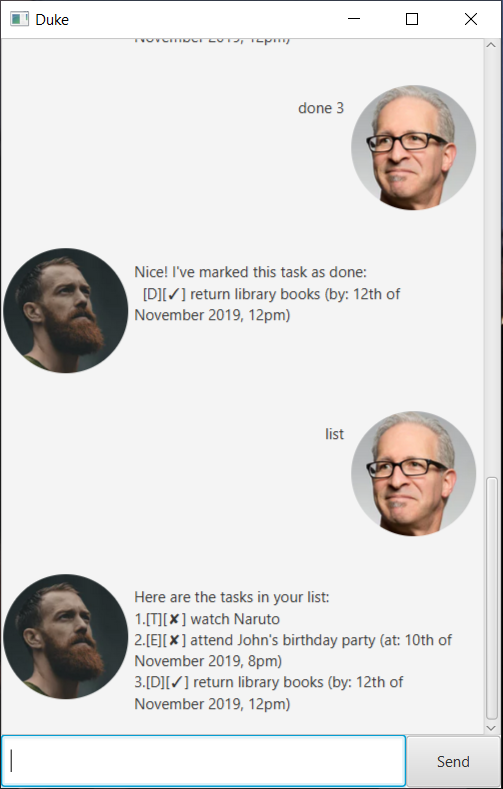 Duke
November 2019, 12pm)
done 3
Nice! I've marked this task as done:
[D][✓] return library books (by: 12th of
November 2019, 12pm)
list
Here are the tasks in your list:
1.[T][✘] watch Naruto
2.[E][✘] attend John's birthday party (at: 10th of
November 2019, 8pm)
3.[D][✓] return library books (by: 12th of
November 2019, 12pm)
Send